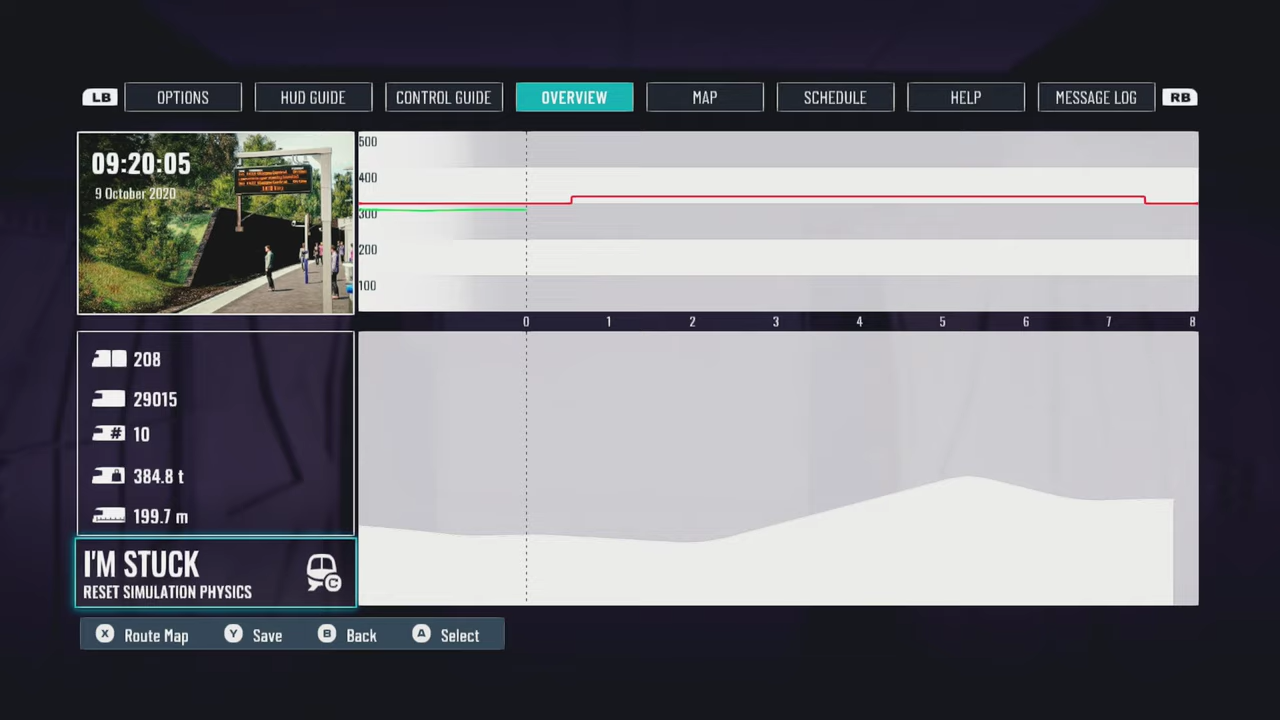 LB OPTIONS HUD GUIDE CONTROL GUIDE OVERVIEW MAP SCHEDULE HELP MESSAGE LOG RB
09:20:05
9 October 2020
500
400
300
200
100
0 1 2 3 4 5 6 7 8
208
29015
# 10
384.8 t
199.7 m
I'M STUCK
RESET SIMULATION PHYSICS
C
X Route Map Y Save B Back A Select